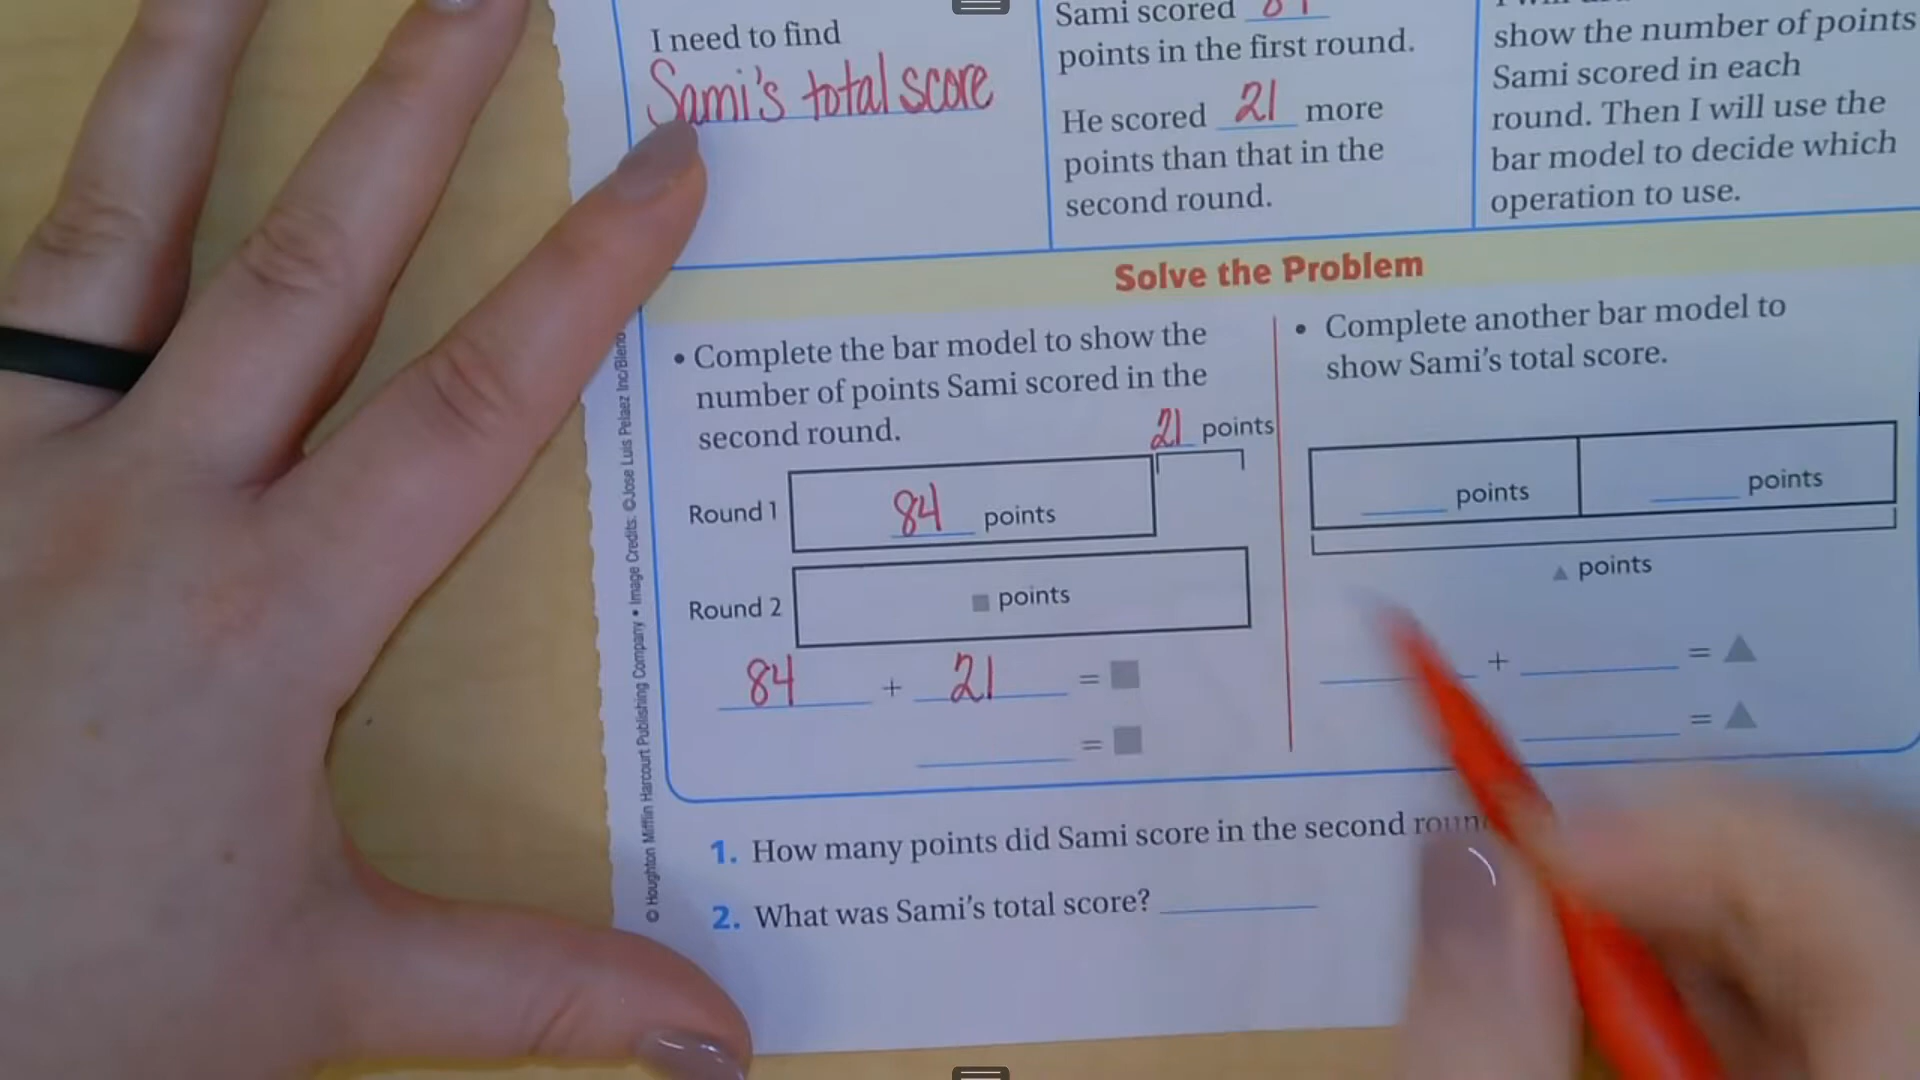 I need to find
Sami's total score
Sami scored
points in the first round.
He scored 21 more
points than that in the
second round.
show the number of points
Sami scored in each
round. Then I will use the
bar model to decide which
operation to use.
Solve the Problem
• Complete the bar model to show the
number of points Sami scored in the
second round.
21 points
Round 1 84 points
Round 2 ■ points
84 + 21 = ■
= ■
• Complete another bar model to
show Sami's total score.
points points
▲ points
+ = ▲
= ▲
1. How many points did Sami score in the second
2. What was Sami's total score?
© Houghton Mifflin Harcourt Publishing Company • Image Credits: ©Jose Luis Pelaez Inc/Blend